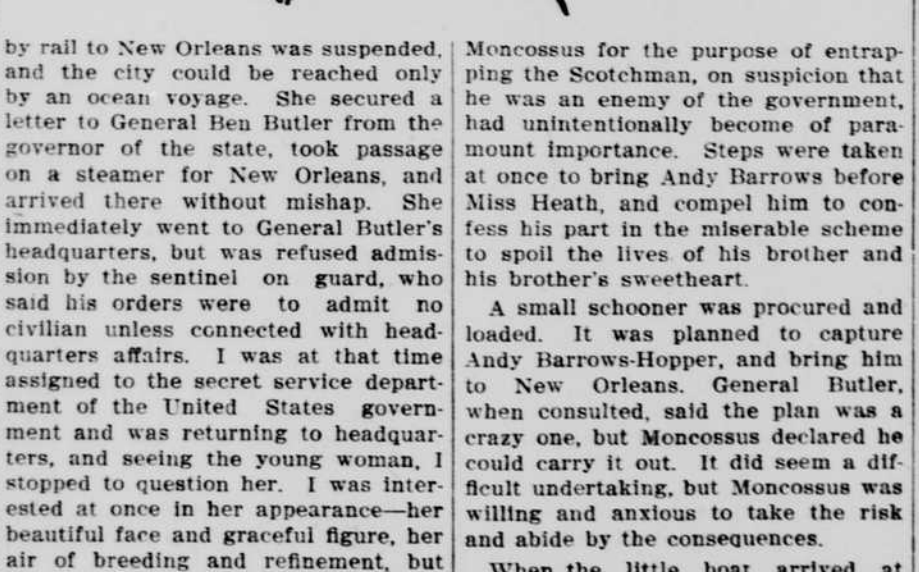 by rail to New Orleans was suspended,
and the city could be reached only
by an ocean voyage. She secured a
letter to General Ben Butler from the
governor of the state, took passage
on a steamer for New Orleans, and
arrived there without mishap. She
immediately went to General Butler's
headquarters, but was refused admis-
sion by the sentinel on guard, who
said his orders were to admit no
civilian unless connected with head-
quarters affairs. I was at that time
assigned to the secret service depart-
ment of the United States govern-
ment and was returning to headquar-
ters, and seeing the young woman, I
stopped to question her. I was inter-
ested at once in her appearance—her
beautiful face and graceful figure, her
air of breeding and refinement, but
Moncossus for the purpose of entrap-
ping the Scotchman, on suspicion that
he was an enemy of the government,
had unintentionally become of para-
mount importance. Steps were taken
at once to bring Andy Barrows before
Miss Heath, and compel him to con-
fess his part in the miserable scheme
to spoil the lives of his brother and
his brother's sweetheart.
A small schooner was procured and
loaded. It was planned to capture
Andy Barrows-Hopper, and bring him
to New Orleans. General Butler,
when consulted, said the plan was a
crazy one, but Moncossus declared he
could carry it out. It did seem a dif-
ficult undertaking, but Moncossus was
willing and anxious to take the risk
and abide by the consequences.
When the little boat arrived at